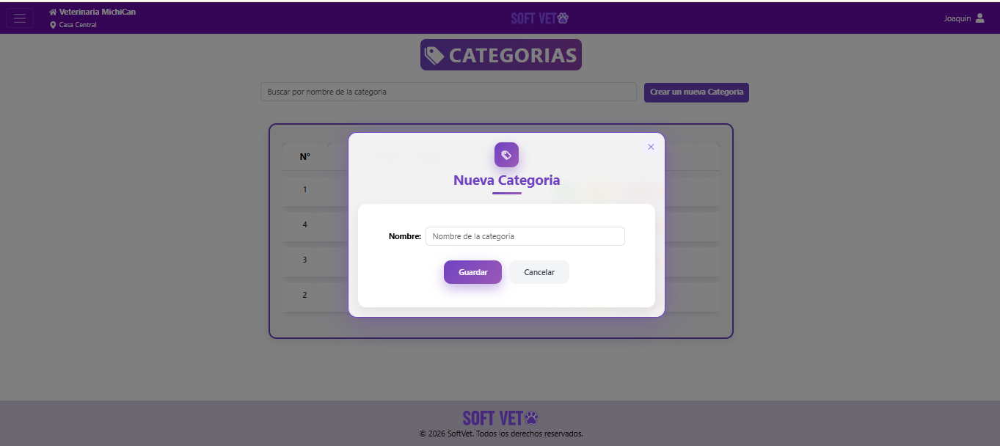 Veterinaria MichiCan
Casa Central
SOFT VET
Joaquin
CATEGORIAS
Buscar por nombre de la categoria
Crear un nueva Categoria
N°
1
4
3
2
Nueva Categoria
Nombre:
Nombre de la categoria
Guardar
Cancelar
SOFT VET
© 2026 SoftVet. Todos los derechos reservados.